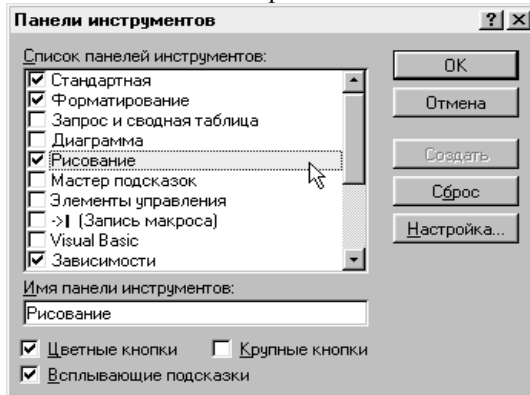 Панели инструментов
Список панелей инструментов:
Стандартная
Форматирование
Запрос и сводная таблица
Диаграмма
Рисование
Мастер подсказок
Элементы управления
->| (Запись макроса)
Visual Basic
Зависимости
OK
Отмена
Создать
Сброс
Настройка...
Имя панели инструментов:
Рисование
Цветные кнопки Крупные кнопки
Всплывающие подсказки